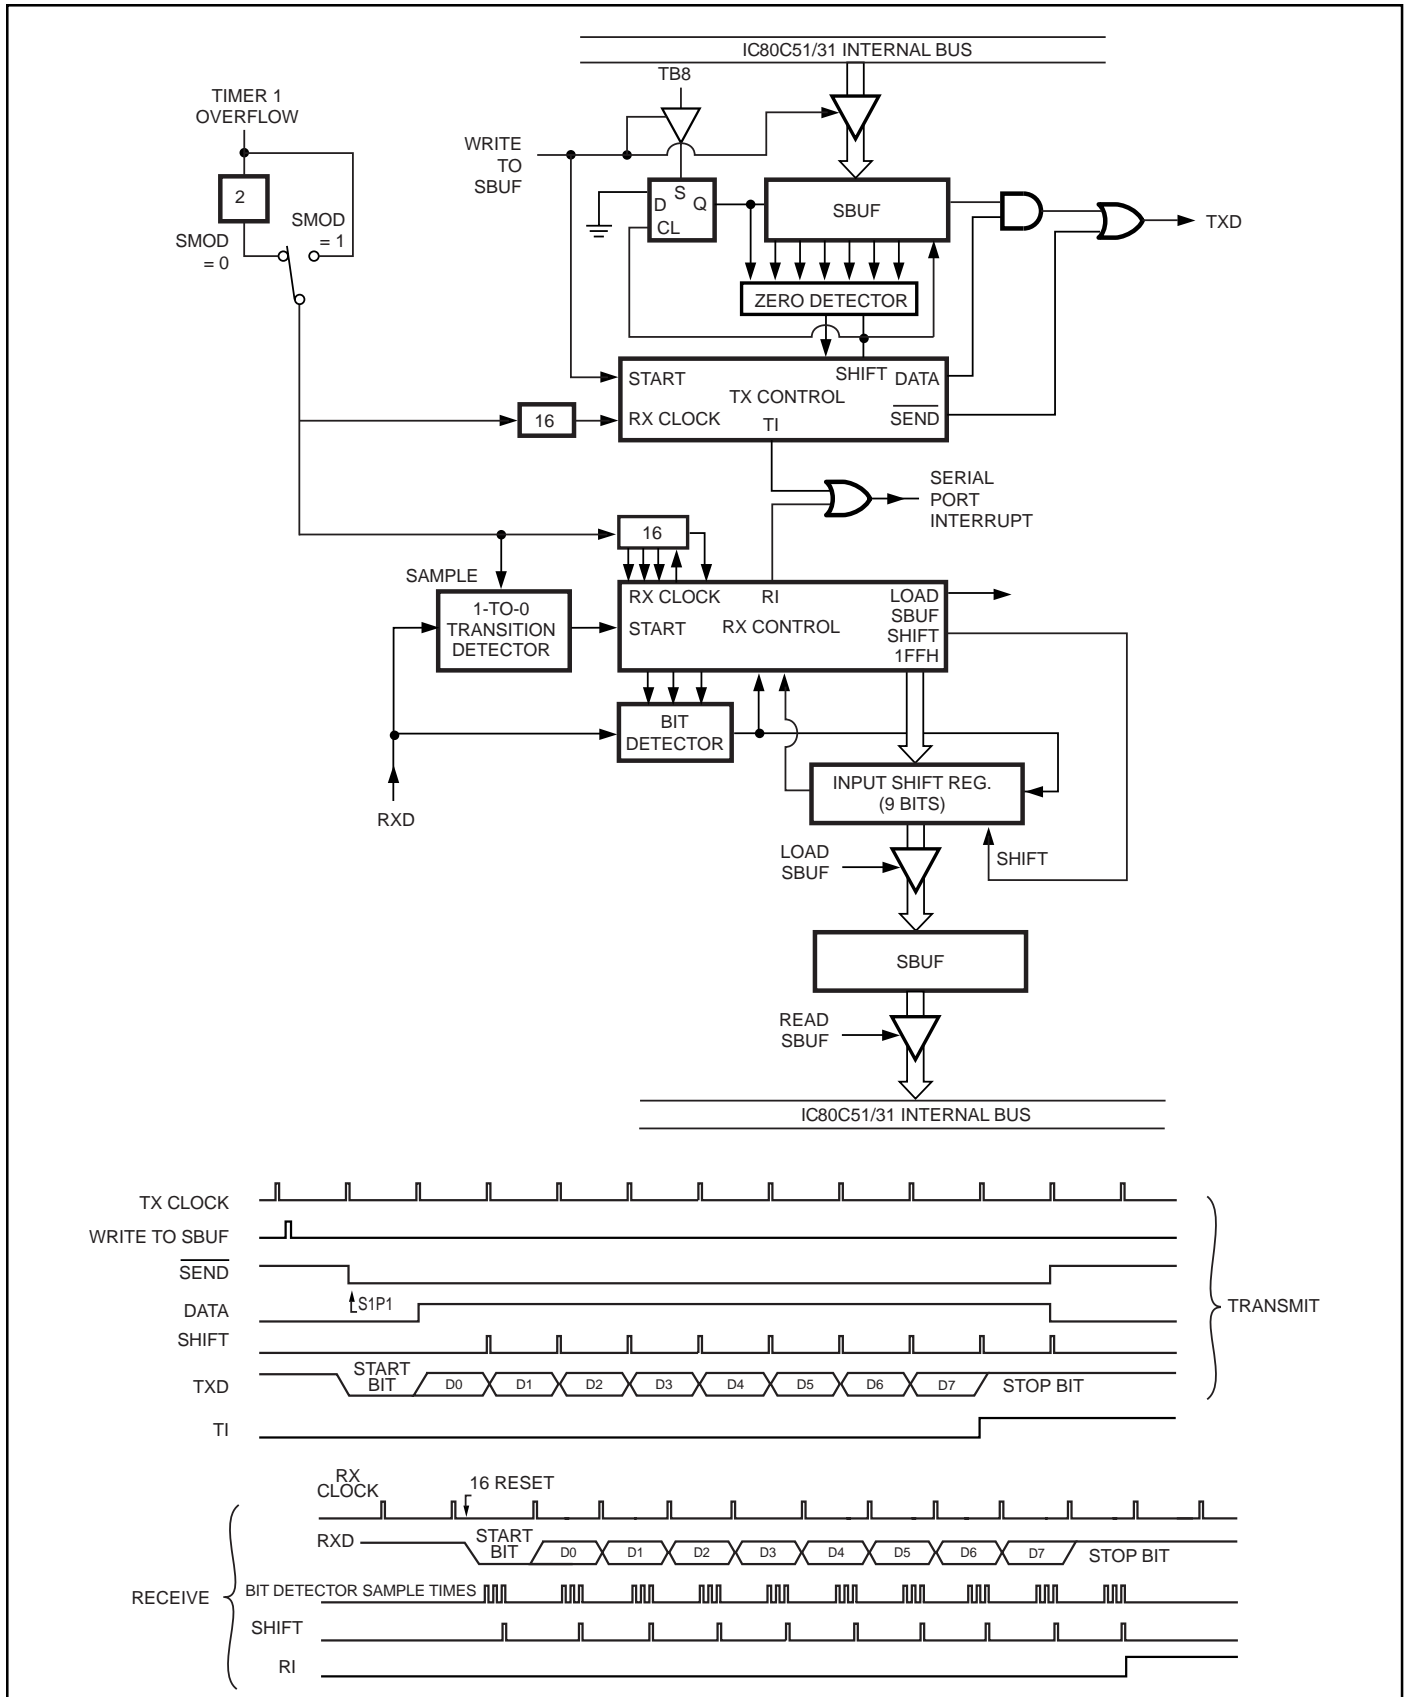 IC80C51/31 INTERNAL BUS
TB8
TIMER 1
OVERFLOW
WRITE
TO
SBUF
2
SMOD
= 1
SMOD
= 0
S
D
Q
CL
SBUF
TXD
ZERO DETECTOR
START
SHIFT
DATA
TX CONTROL
16
RX CLOCK
TI
SEND
SERIAL
PORT
INTERRUPT
16
SAMPLE
1-TO-0
TRANSITION
DETECTOR
RX CLOCK
RI
LOAD
SBUF
START
RX CONTROL
SHIFT
1FFH
BIT
DETECTOR
RXD
INPUT SHIFT REG.
(9 BITS)
LOAD
SBUF
SHIFT
SBUF
READ
SBUF
IC80C51/31 INTERNAL BUS
TX CLOCK
WRITE TO SBUF
SEND
S1P1
DATA
TRANSMIT
SHIFT
TXD
START
BIT
D0
D1
D2
D3
D4
D5
D6
D7
STOP BIT
TI
RX
CLOCK
16 RESET
RXD
START
BIT
D0
D1
D2
D3
D4
D5
D6
D7
STOP BIT
RECEIVE
BIT DETECTOR SAMPLE TIMES
SHIFT
RI